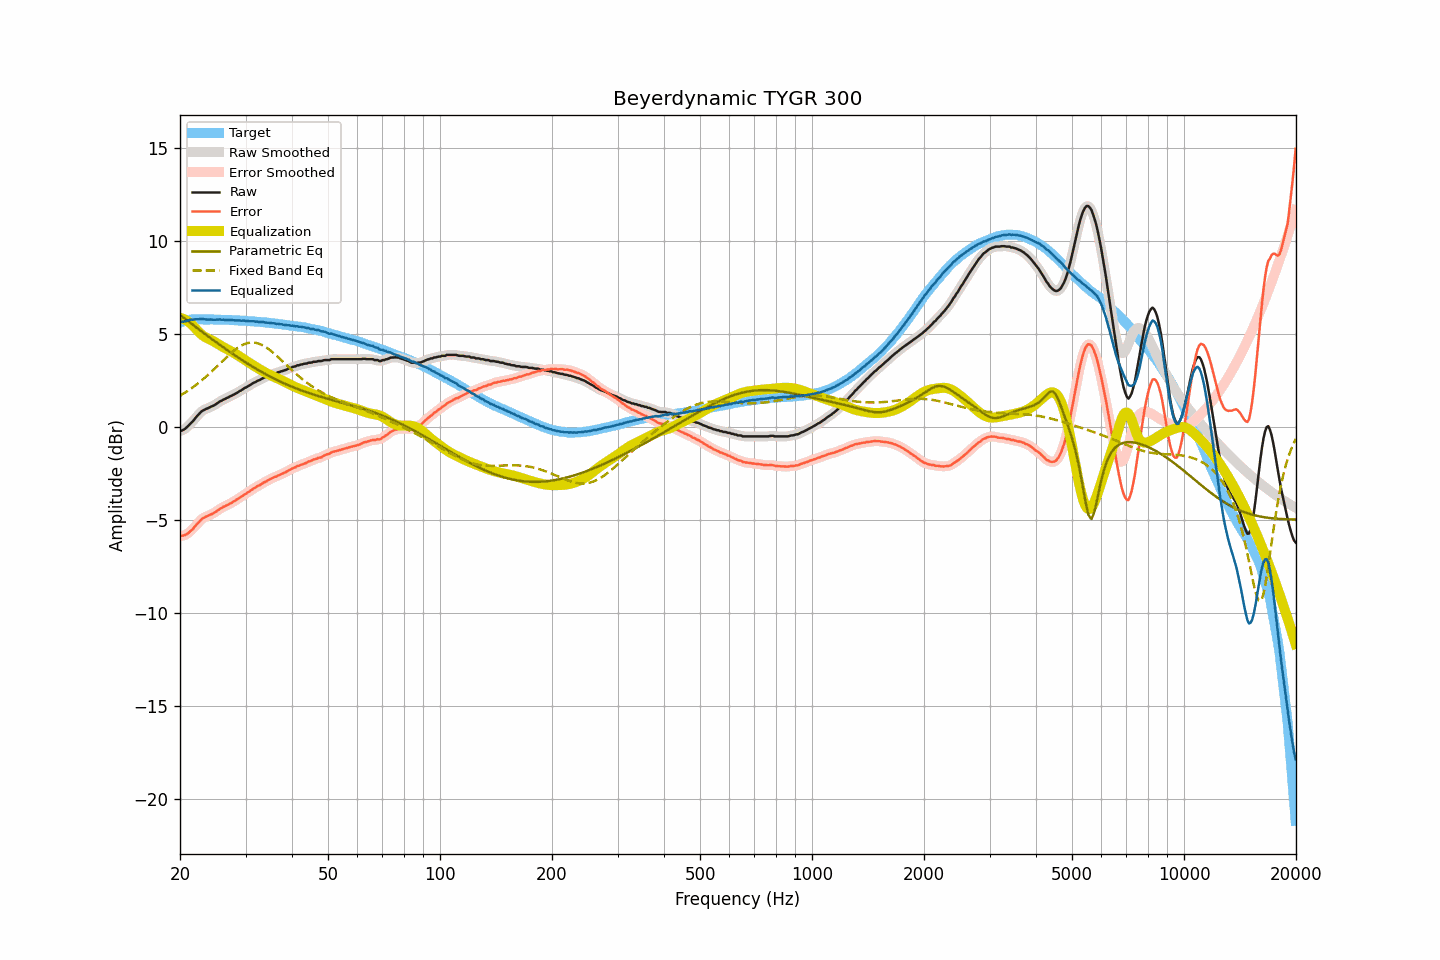 Beyerdynamic TYGR 300
Target
Raw Smoothed
Error Smoothed
Raw
Error
Equalization
Parametric Eq
Fixed Band Eq
Equalized
Amplitude (dBr)
15
10
5
0
−5
−10
−15
−20
20 50 100 200 500 1000 2000 5000 10000 20000
Frequency (Hz)